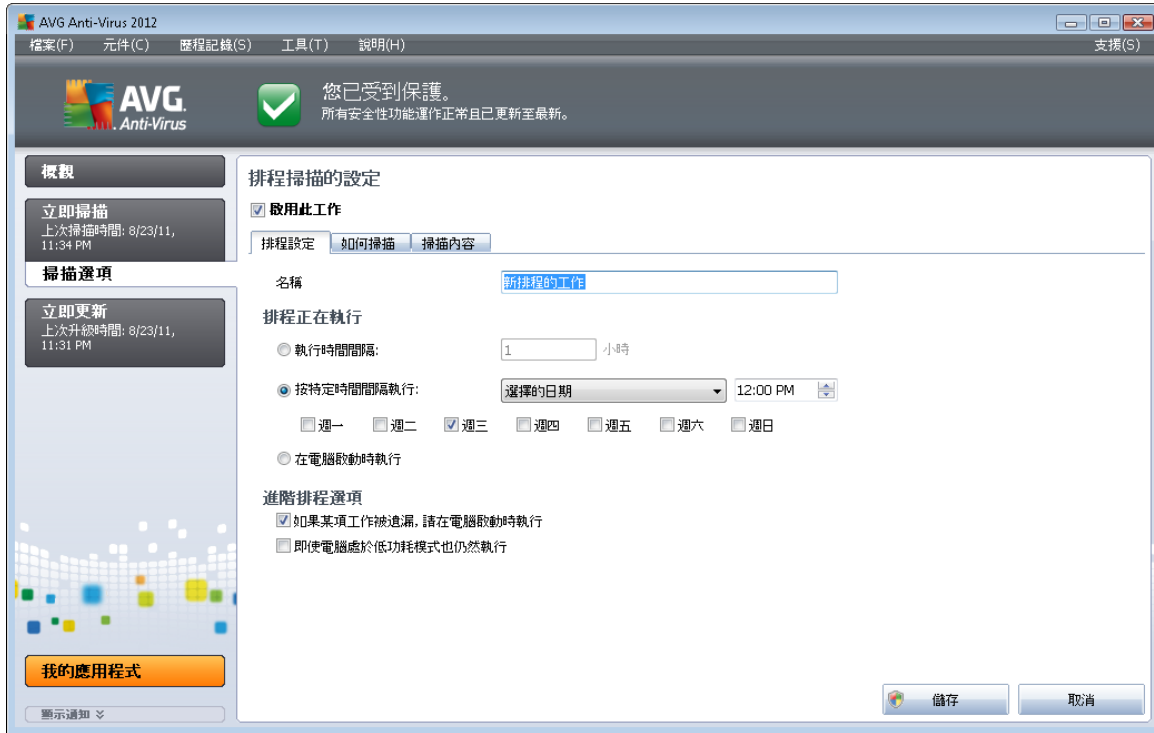 AVG Anti-Virus 2012
檔案(F) 元件(C) 歷程記錄(S) 工具(T) 說明(H) 支援(S)
AVG.
Anti-Virus
您已受到保護。
所有安全性功能運作正常且已更新至最新。
概觀
立即掃描
上次掃描時間: 8/23/11,
11:34 PM
掃描選項
立即更新
上次升級時間: 8/23/11,
11:31 PM
我的應用程式
顯示通知
排程掃描的設定
啟用此工作
排程設定 如何掃描 掃描內容
名稱 新排程的工作
排程正在執行
執行時間間隔: 1 小時
按特定時間間隔執行: 選擇的日期 12:00 PM
週一 週二 週三 週四 週五 週六 週日
在電腦啟動時執行
進階排程選項
如果某項工作被遺漏, 請在電腦啟動時執行
即使電腦處於低功耗模式也仍然執行
儲存 取消